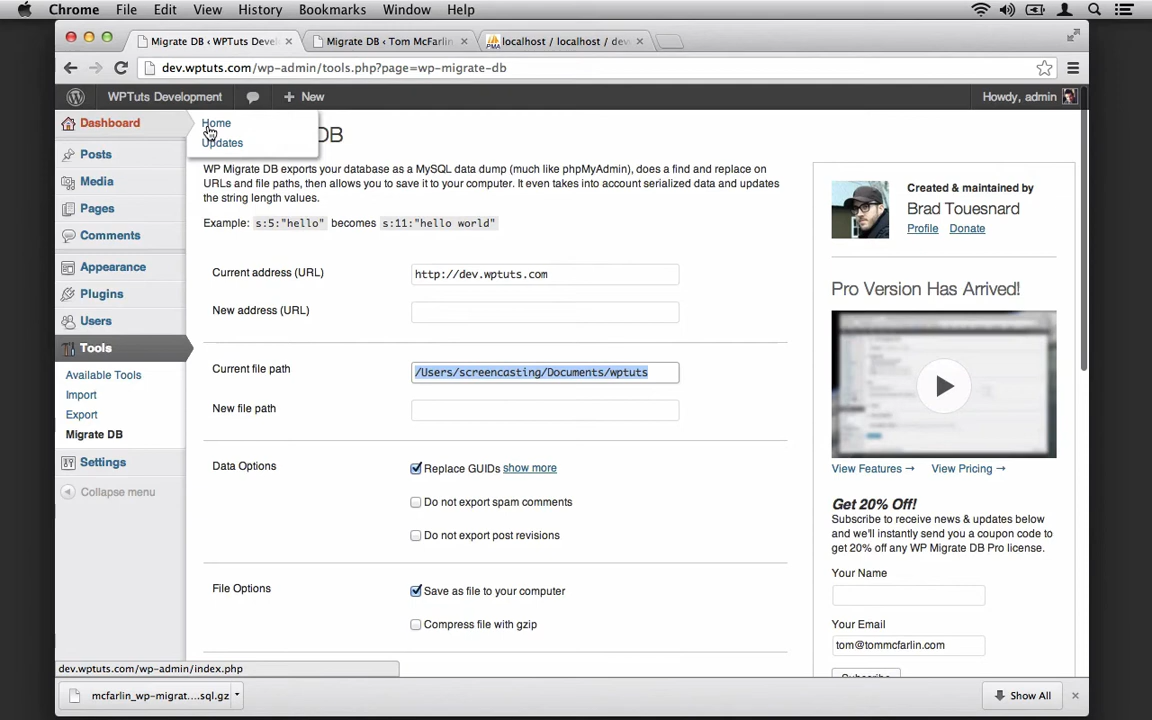 Chrome File Edit View History Bookmarks Window Help
Migrate DB ‹ WPTuts Deve
Migrate DB ‹ Tom McFarlin
localhost / localhost / dev
dev.wptuts.com/wp-admin/tools.php?page=wp-migrate-db
WPTuts Development + New Howdy, admin
Dashboard
Home
Updates
Posts
Media
Pages
Comments
Appearance
Plugins
Users
Tools
Available Tools
Import
Export
Migrate DB
Settings
Collapse menu
DB
WP Migrate DB exports your database as a MySQL data dump (much like phpMyAdmin), does a find and replace on
URLs and file paths, then allows you to save it to your computer. It even takes into account serialized data and updates
the string length values.
Example: s:5:"hello" becomes s:11:"hello world"
Current address (URL) http://dev.wptuts.com
New address (URL)
Current file path /Users/screencasting/Documents/wptuts
New file path
Data Options Replace GUIDs show more
Do not export spam comments
Do not export post revisions
File Options Save as file to your computer
Compress file with gzip
Created & maintained by
Brad Touesnard
Profile Donate
Pro Version Has Arrived!
View Features → View Pricing →
Get 20% Off!
Subscribe to receive news & updates below
and we'll instantly send you a coupon code to
get 20% off any WP Migrate DB Pro license.
Your Name
Your Email
tom@tommcfarlin.com
Subscribe
dev.wptuts.com/wp-admin/index.php
mcfarlin_wp-migrat....sql.gz
Show All